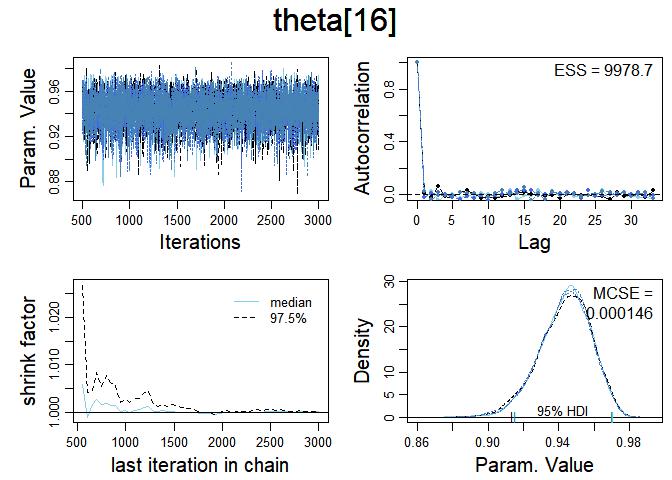 theta[16]
Param. Value
0.88 0.92 0.96
500 1000 1500 2000 2500 3000
Iterations
Autocorrelation
0.0 0.4 0.8
ESS = 9978.7
0 5 10 15 20 25 30
Lag
shrink factor
1.000 1.010 1.020
median
97.5%
500 1000 1500 2000 2500 3000
last iteration in chain
Density
0 5 10 20 30
MCSE =
0.000146
95% HDI
0.86 0.90 0.94 0.98
Param. Value